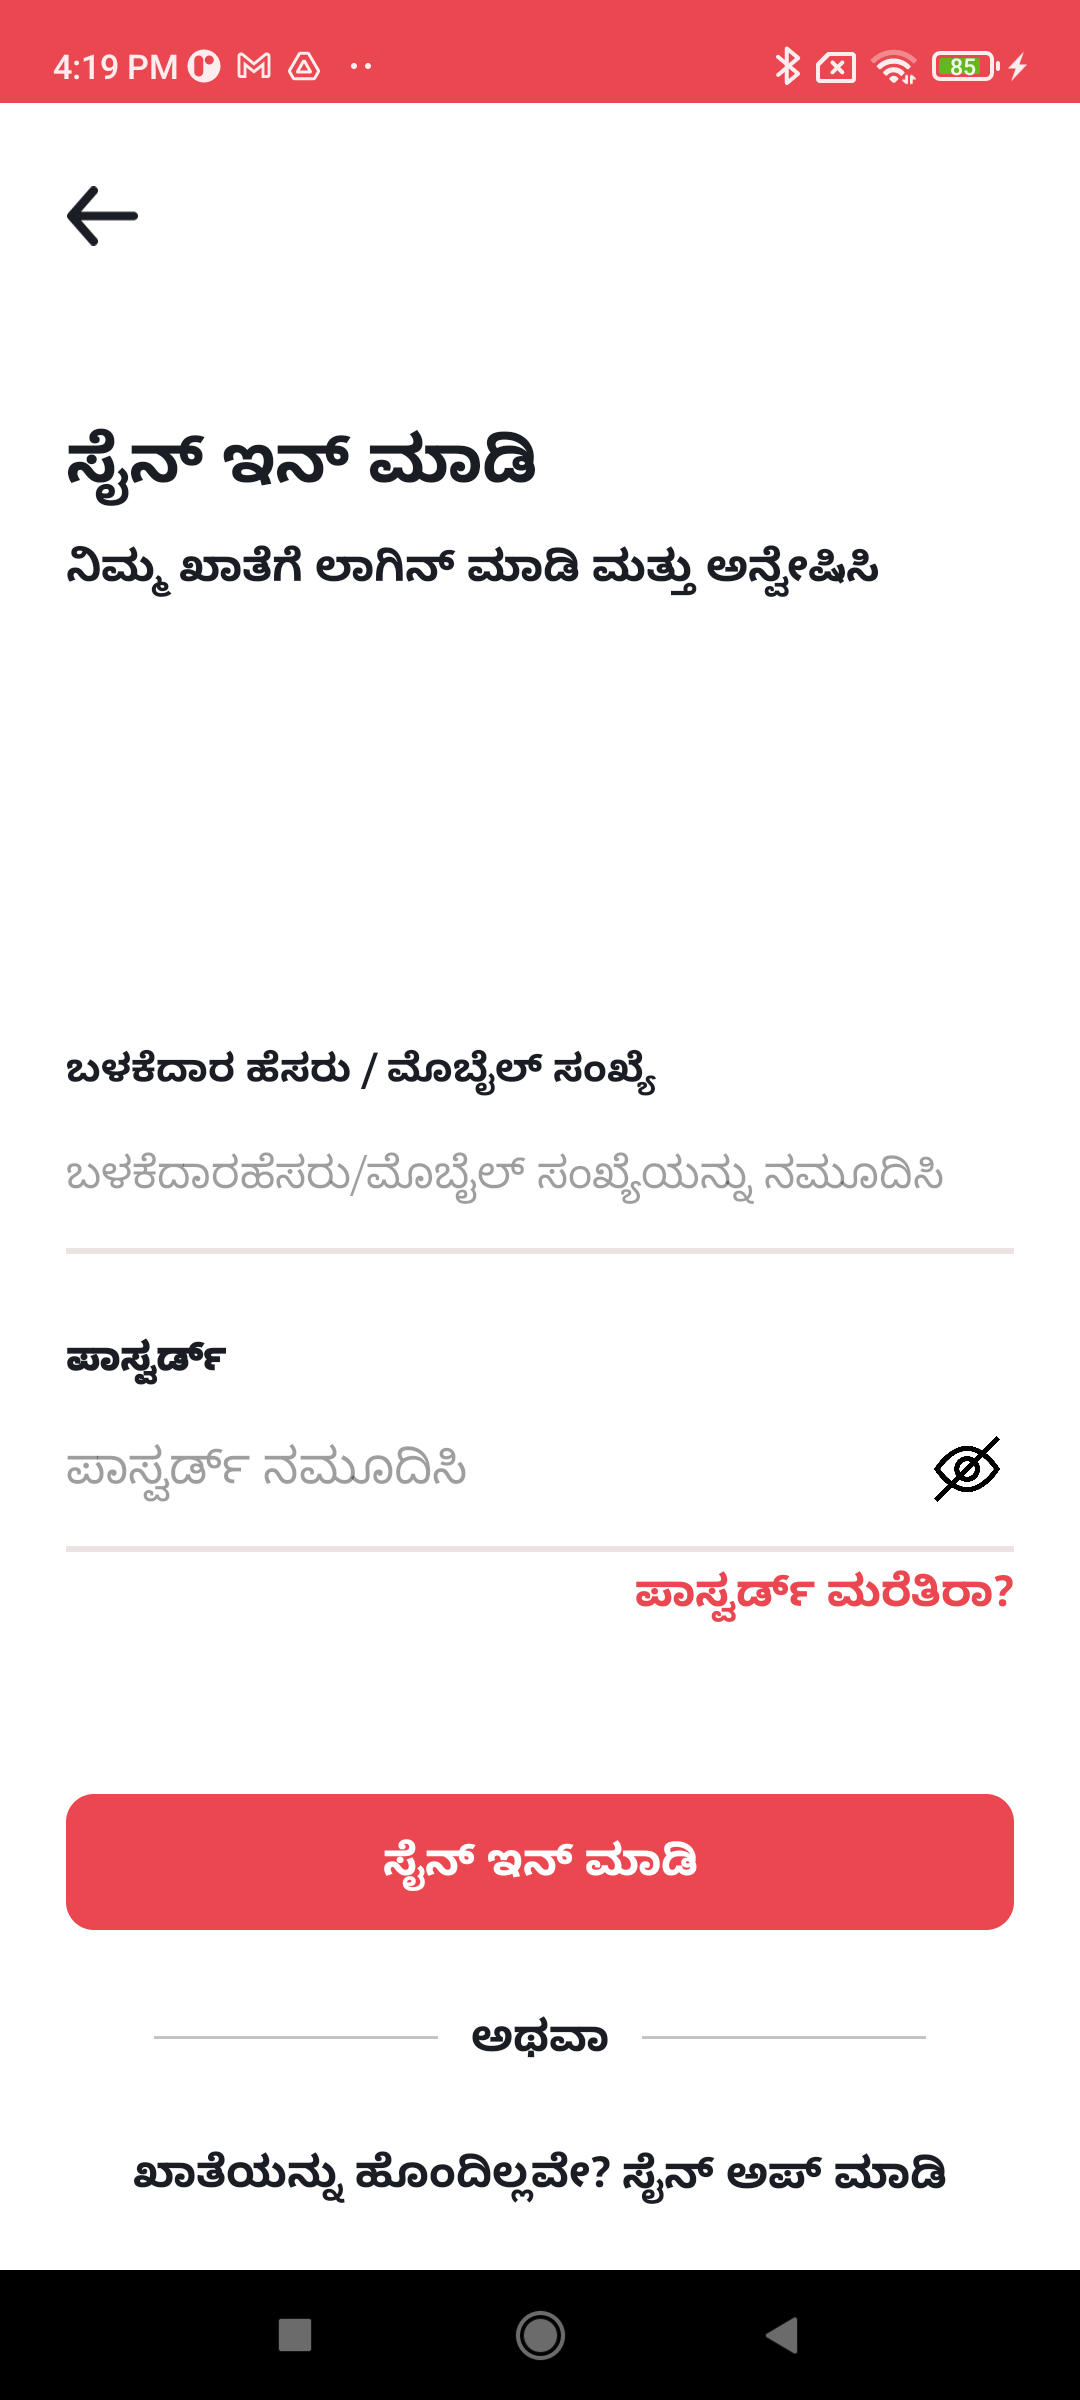 4:19 PM
85
ಸೈನ್ ಇನ್ ಮಾಡಿ
ನಿಮ್ಮ ಖಾತೆಗೆ ಲಾಗಿನ್ ಮಾಡಿ ಮತ್ತು ಅನ್ವೇಷಿಸಿ
ಬಳಕೆದಾರ ಹೆಸರು / ಮೊಬೈಲ್ ಸಂಖ್ಯೆ
ಬಳಕೆದಾರಹೆಸರು/ಮೊಬೈಲ್ ಸಂಖ್ಯೆಯನ್ನು ನಮೂದಿಸಿ
ಪಾಸ್ವರ್ಡ್
ಪಾಸ್ವರ್ಡ್ ನಮೂದಿಸಿ
ಪಾಸ್ವರ್ಡ್ ಮರೆತಿರಾ?
ಸೈನ್ ಇನ್ ಮಾಡಿ
ಅಥವಾ
ಖಾತೆಯನ್ನು ಹೊಂದಿಲ್ಲವೇ? ಸೈನ್ ಅಪ್ ಮಾಡಿ